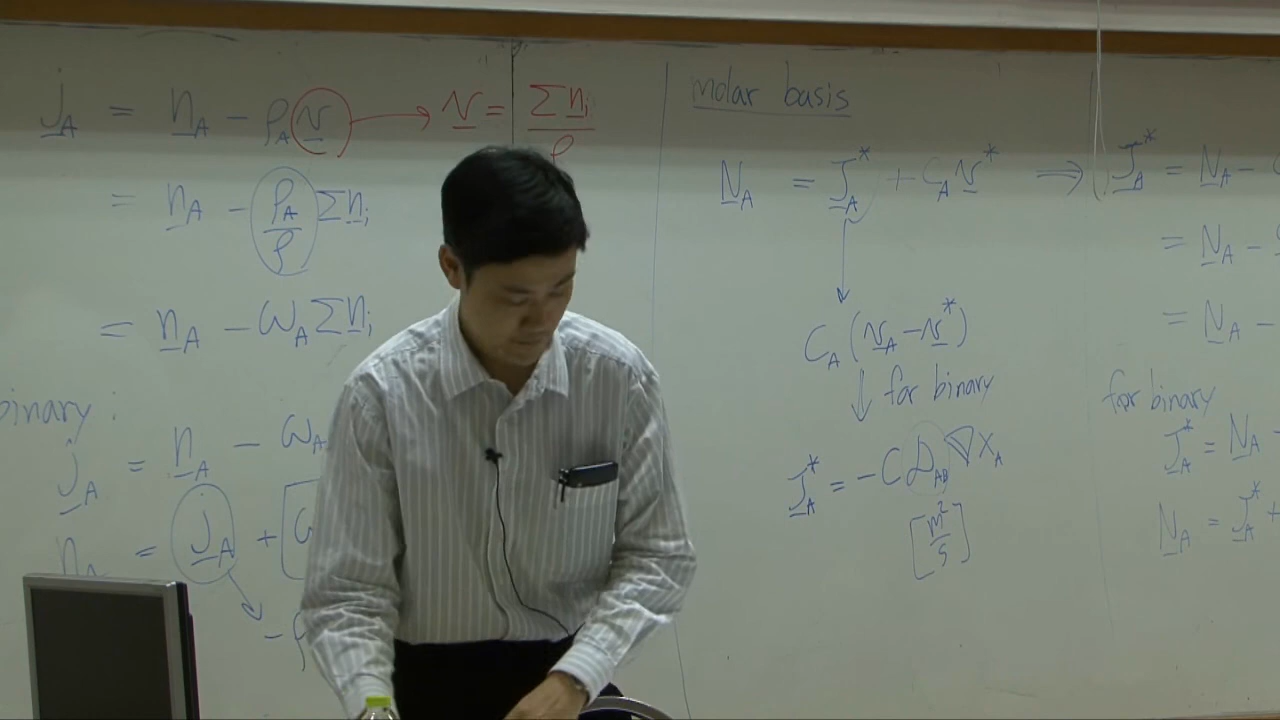 j_A = n_A - ρ_A v → v = Σn_i / ρ
= n_A - ρ_A/ρ Σn_i
= n_A - ω_A Σn_i
binary :
j_A = n_A - ω_A
n_A = j_A +
- ρ
molar basis
N_A = J_A^* + C_A v^* ⇒ J_A^* = N_A -
↓
C_A (v_A - v^*)
↓ for binary
J_A^* = -C D_AB ∇X_A
[m²/s]
= N_A -
= N_A -
for binary
J_A^* = N_A -
N_A = J_A^* +